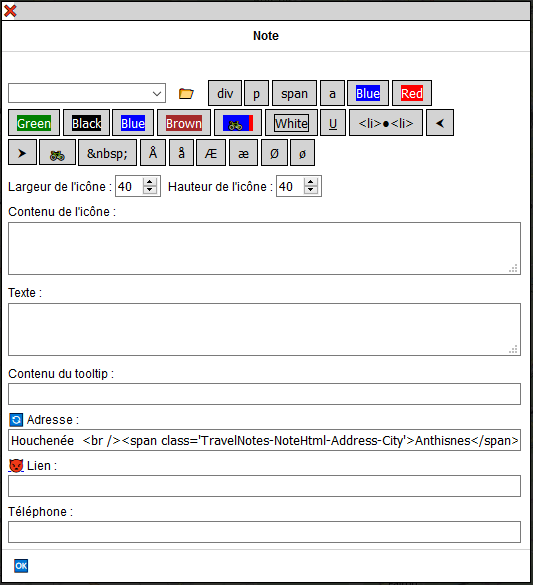 Note
div p span a Blue Red
Green Black Blue Brown White U <li>●<li> ⮜
⮞ &nbsp; Å å Æ æ Ø ø
Largeur de l'icône : 40 Hauteur de l'icône : 40
Contenu de l'icône :
Texte :
Contenu du tooltip :
Adresse :
Houchenée <br /><span class='TravelNotes-NoteHtml-Address-City'>Anthisnes</span>
Lien :
Téléphone :
OK